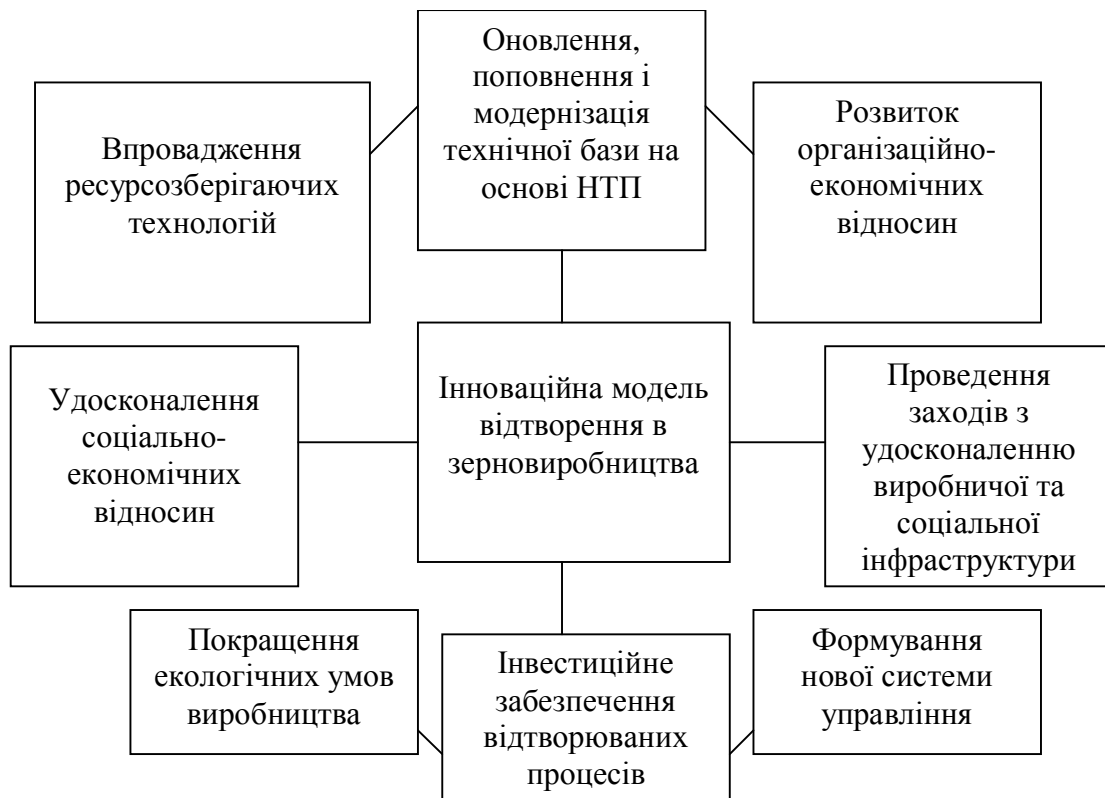 Оновлення,
поповнення і
модернізація
технічної бази на
основі НТП
Впровадження
ресурсозберігаючих
технологій
Розвиток
організаційно-
економічних
відносин
Удосконалення
соціально-
економічних
відносин
Інноваційна модель
відтворення в
зерновиробництва
Проведення
заходів з
удосконаленню
виробничої та
соціальної
інфраструктури
Покращення
екологічних умов
виробництва
Інвестиційне
забезпечення
відтворюваних
процесів
Формування
нової системи
управління